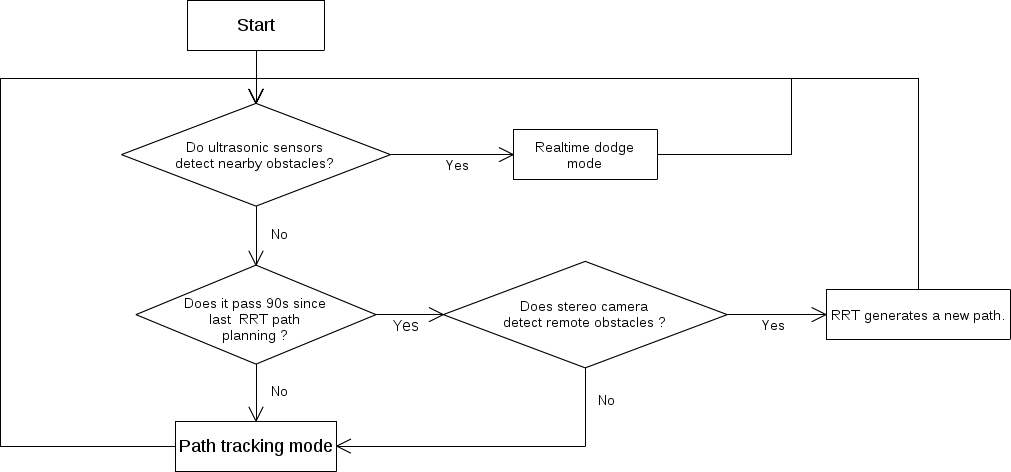 Start
Do ultrasonic sensors
detect nearby obstacles?
Yes
Realtime dodge
mode
No
Does it pass 90s since
last RRT path
planning ?
Yes
Does stereo camera
detect remote obstacles ?
Yes
RRT generates a new path.
No
No
Path tracking mode